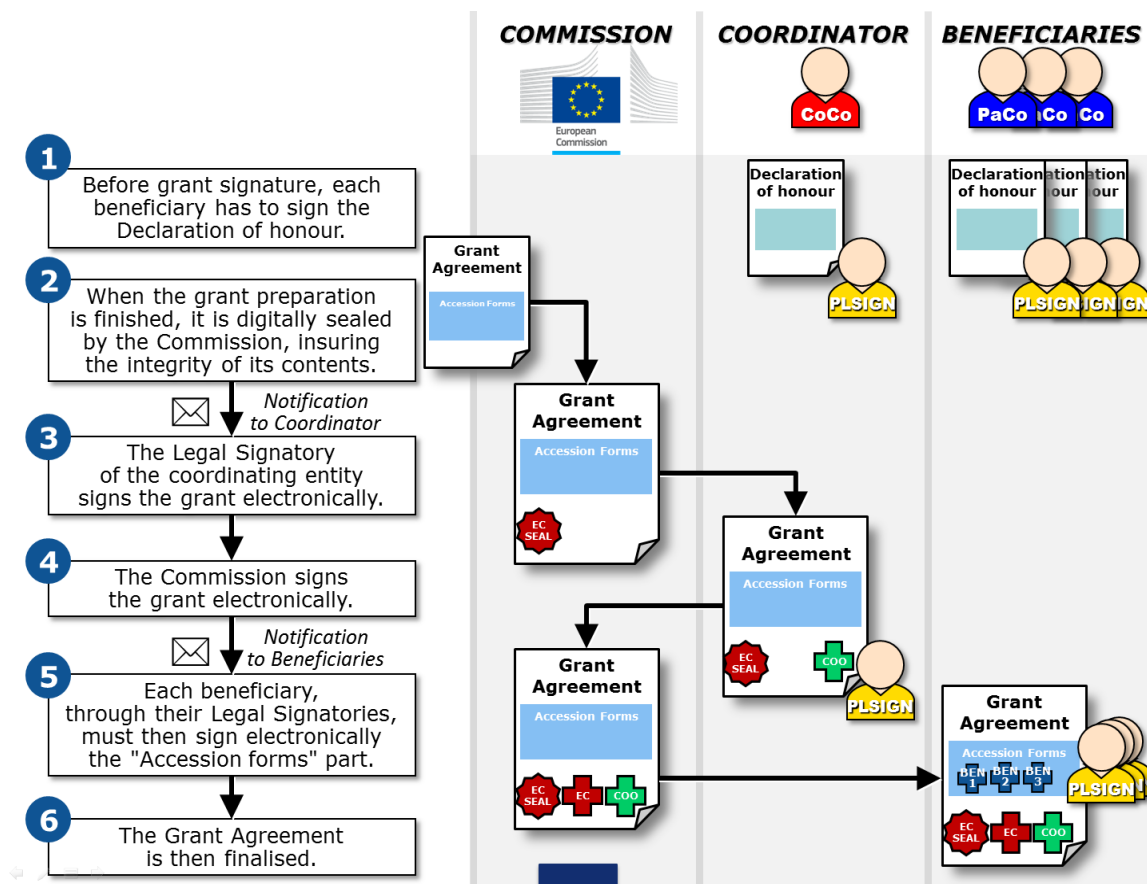 COMMISSION
COORDINATOR
BENEFICIARIES
European
Commission
CoCo
PaCo
Co
1
Before grant signature, each
beneficiary has to sign the
Declaration of honour.
Declaration
of honour
PLSIGN
Declaration
of honour
PLSIGN
Grant
Agreement
Accession Forms
2
When the grant preparation
is finished, it is digitally sealed
by the Commission, insuring
the integrity of its contents.
Notification
to Coordinator
Grant
Agreement
Accession Forms
EC
SEAL
3
The Legal Signatory
of the coordinating entity
signs the grant electronically.
Grant
Agreement
Accession Forms
EC
SEAL
COO
PLSIGN
4
The Commission signs
the grant electronically.
Notification
to Beneficiaries
Grant
Agreement
Accession Forms
EC
SEAL
EC
COO
5
Each beneficiary,
through their Legal Signatories,
must then sign electronically
the "Accession forms" part.
Grant
Agreement
Accession Forms
BEN
1
BEN
2
BEN
3
PLSIGN
EC
SEAL
EC
COO
6
The Grant Agreement
is then finalised.